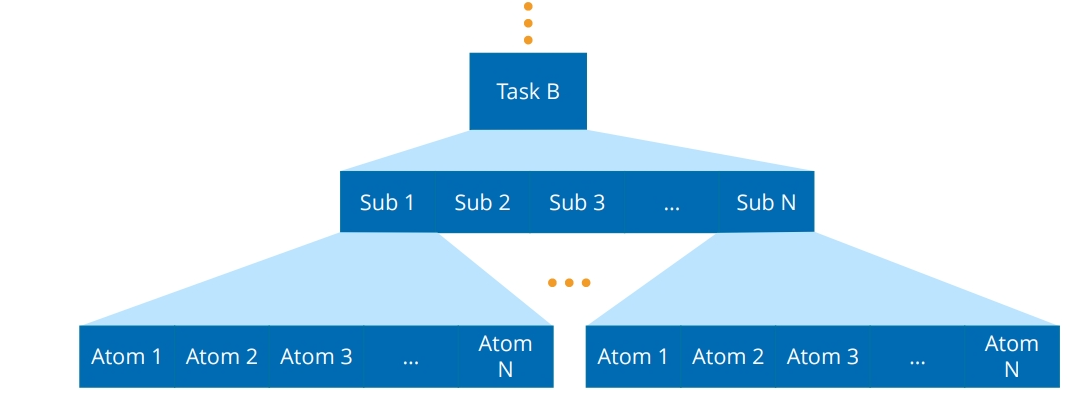 Task B
Sub 1 Sub 2 Sub 3 ... Sub N
Atom 1 Atom 2 Atom 3 ... Atom
N
Atom 1 Atom 2 Atom 3 ... Atom
N